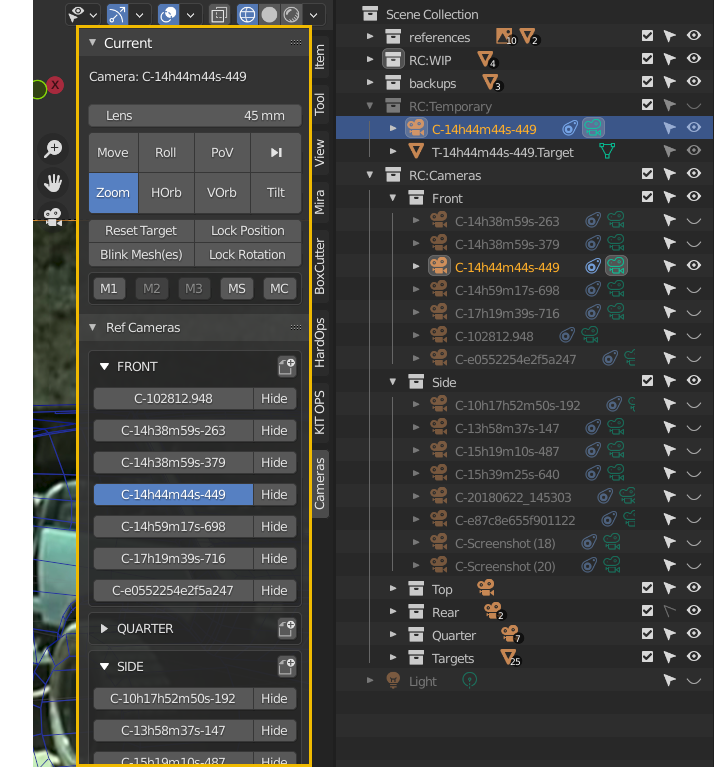 Current
Camera: C-14h44m44s-449
Lens 45 mm
Move Roll PoV
Zoom HOrb VOrb Tilt
Reset Target Lock Position
Blink Mesh(es) Lock Rotation
M1 M2 M3 MS MC
Ref Cameras
FRONT
C-102812.948 Hide
C-14h38m59s-263 Hide
C-14h38m59s-379 Hide
C-14h44m44s-449 Hide
C-14h59m17s-698 Hide
C-17h19m39s-716 Hide
C-e0552254e2f5a247 Hide
QUARTER
SIDE
C-10h17h52m50s-192 Hide
C-13h58m37s-147 Hide
C-15h19m10s-487 Hide
X
Item
Tool
View
Mira
BoxCutter
HardOps
KIT OPS
Cameras
Scene Collection
references 10 2
RC:WIP 4
backups 3
RC:Temporary
C-14h44m44s-449
T-14h44m44s-449.Target
RC:Cameras
Front
C-14h38m59s-263
C-14h38m59s-379
C-14h44m44s-449
C-14h59m17s-698
C-17h19m39s-716
C-102812.948
C-e0552254e2f5a247
Side
C-10h17h52m50s-192
C-13h58m37s-147
C-15h19m10s-487
C-15h39m25s-640
C-20180622_145303
C-e87c8e655f901122
C-Screenshot (18)
C-Screenshot (20)
Top
Rear 2
Quarter 7
Targets 25
Light